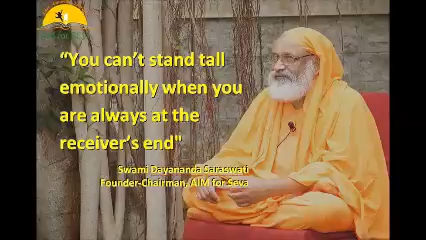 “You can’t stand tall
emotionally when you
are always at the
receiver’s end"
Swami Dayananda Saraswati
Founder-Chairman, AIM for Seva